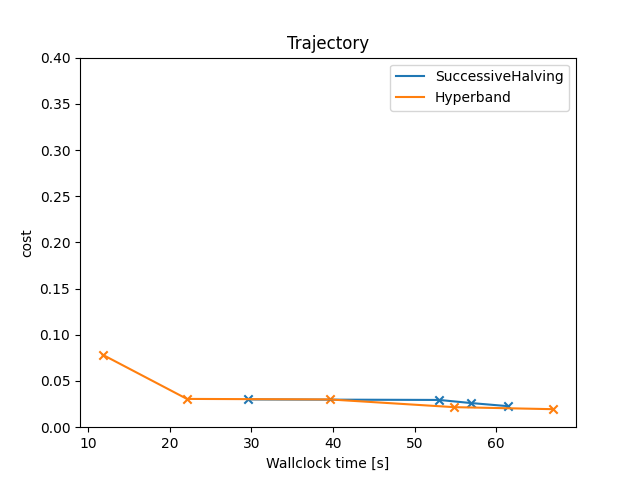 Trajectory
SuccessiveHalving
Hyperband
cost
0.40
0.35
0.30
0.25
0.20
0.15
0.10
0.05
0.00
10 20 30 40 50 60
Wallclock time [s]